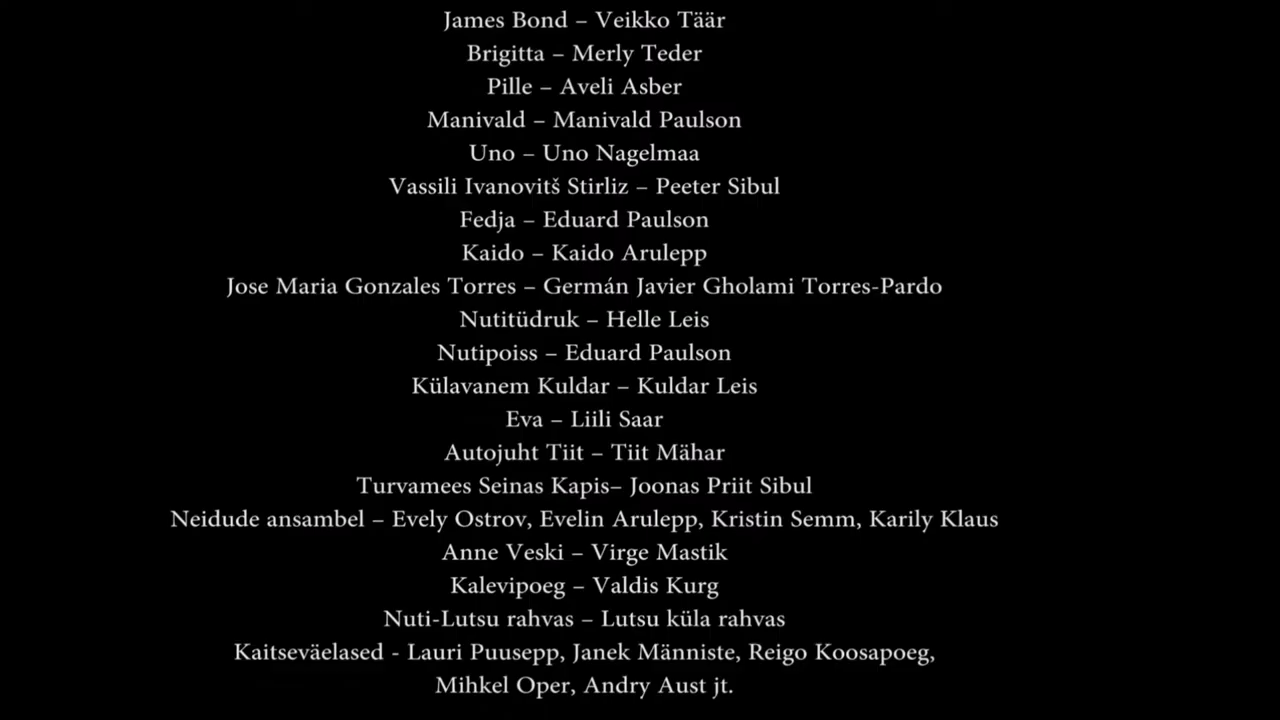 James Bond – Veikko Täär
Brigitta – Merly Teder
Pille – Aveli Asber
Manivald – Manivald Paulson
Uno – Uno Nagelmaa
Vassili Ivanovitš Stirliz – Peeter Sibul
Fedja – Eduard Paulson
Kaido – Kaido Arulepp
Jose Maria Gonzales Torres – Germán Javier Gholami Torres-Pardo
Nutitüdruk – Helle Leis
Nutipoiss – Eduard Paulson
Külavanem Kuldar – Kuldar Leis
Eva – Liili Saar
Autojuht Tiit – Tiit Mähar
Turvamees Seinas Kapis– Joonas Priit Sibul
Neidude ansambel – Evely Ostrov, Evelin Arulepp, Kristin Semm, Karily Klaus
Anne Veski – Virge Mastik
Kalevipoeg – Valdis Kurg
Nuti-Lutsu rahvas – Lutsu küla rahvas
Kaitseväelased - Lauri Puusepp, Janek Männiste, Reigo Koosapoeg,
Mihkel Oper, Andry Aust jt.